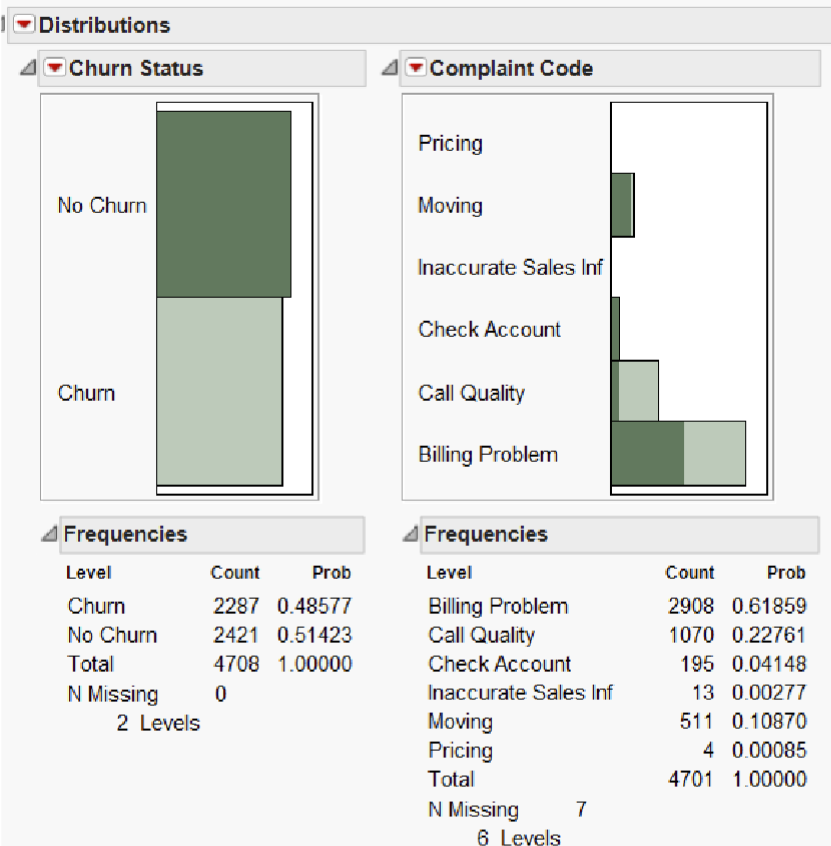 Distributions
Churn Status
No Churn
Churn
Frequencies
Level Count Prob
Churn 2287 0.48577
No Churn 2421 0.51423
Total 4708 1.00000
N Missing 0
2 Levels
Complaint Code
Pricing
Moving
Inaccurate Sales Inf
Check Account
Call Quality
Billing Problem
Frequencies
Level Count Prob
Billing Problem 2908 0.61859
Call Quality 1070 0.22761
Check Account 195 0.04148
Inaccurate Sales Inf 13 0.00277
Moving 511 0.10870
Pricing 4 0.00085
Total 4701 1.00000
N Missing 7
6 Levels